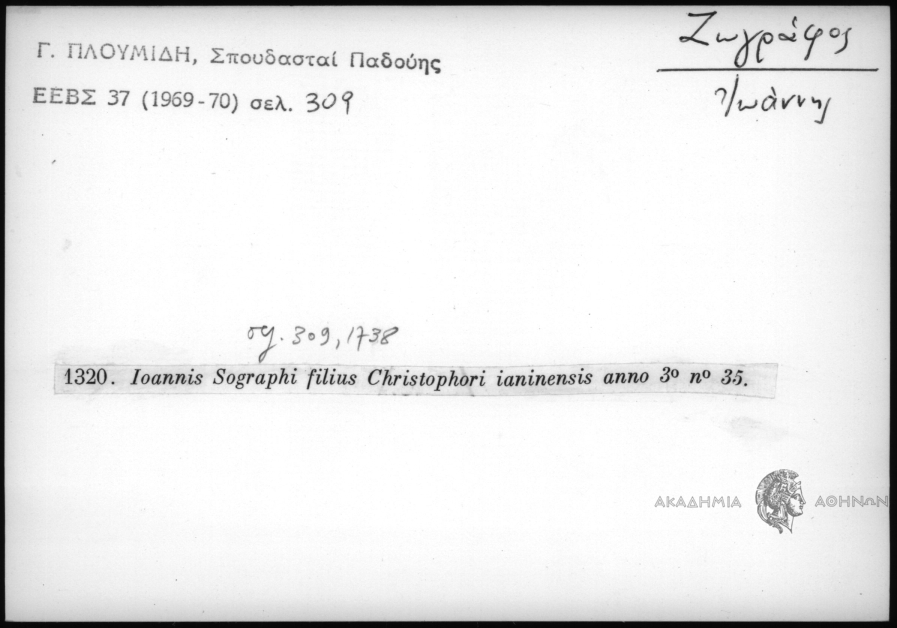 Γ. ΠΛΟΥΜΙΔΗ, Σπουδασταί Παδούης
ΕΕΒΣ 37 (1969-70) σελ. 309
Ζωγράφος
Ἰωάννης
σελ. 309, 1738
1320. Ioannis Sographi filius Christophori ianinensis anno 3º nº 35.
ΑΚΑΔΗΜΙΑ ΑΘΗΝΩΝ